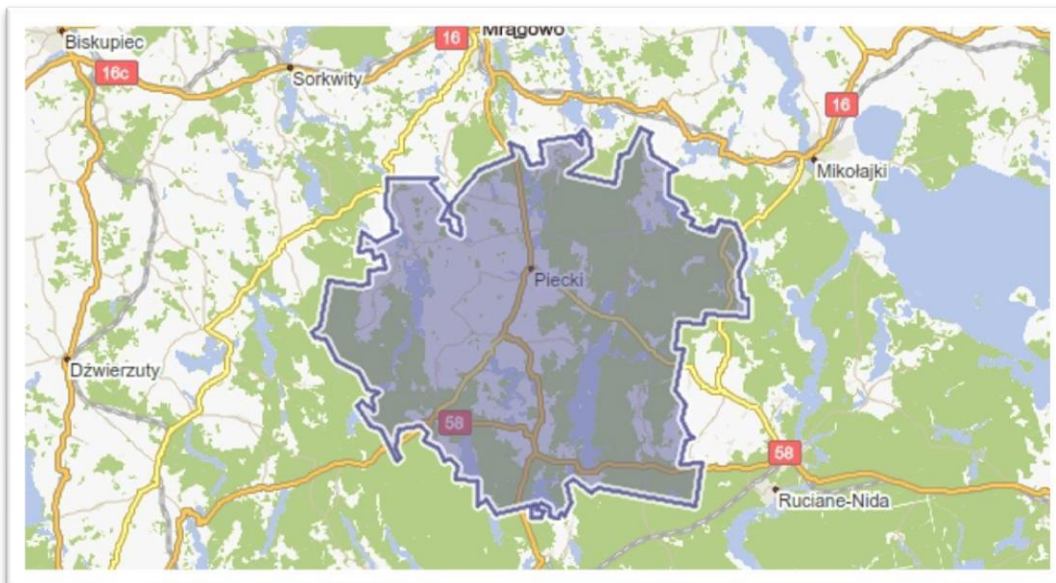 Biskupiec
16
Mrągowo
16c
Sorkwity
16
Mikołajki
Piecki
Dźwierzuty
58
58
Ruciane-Nida